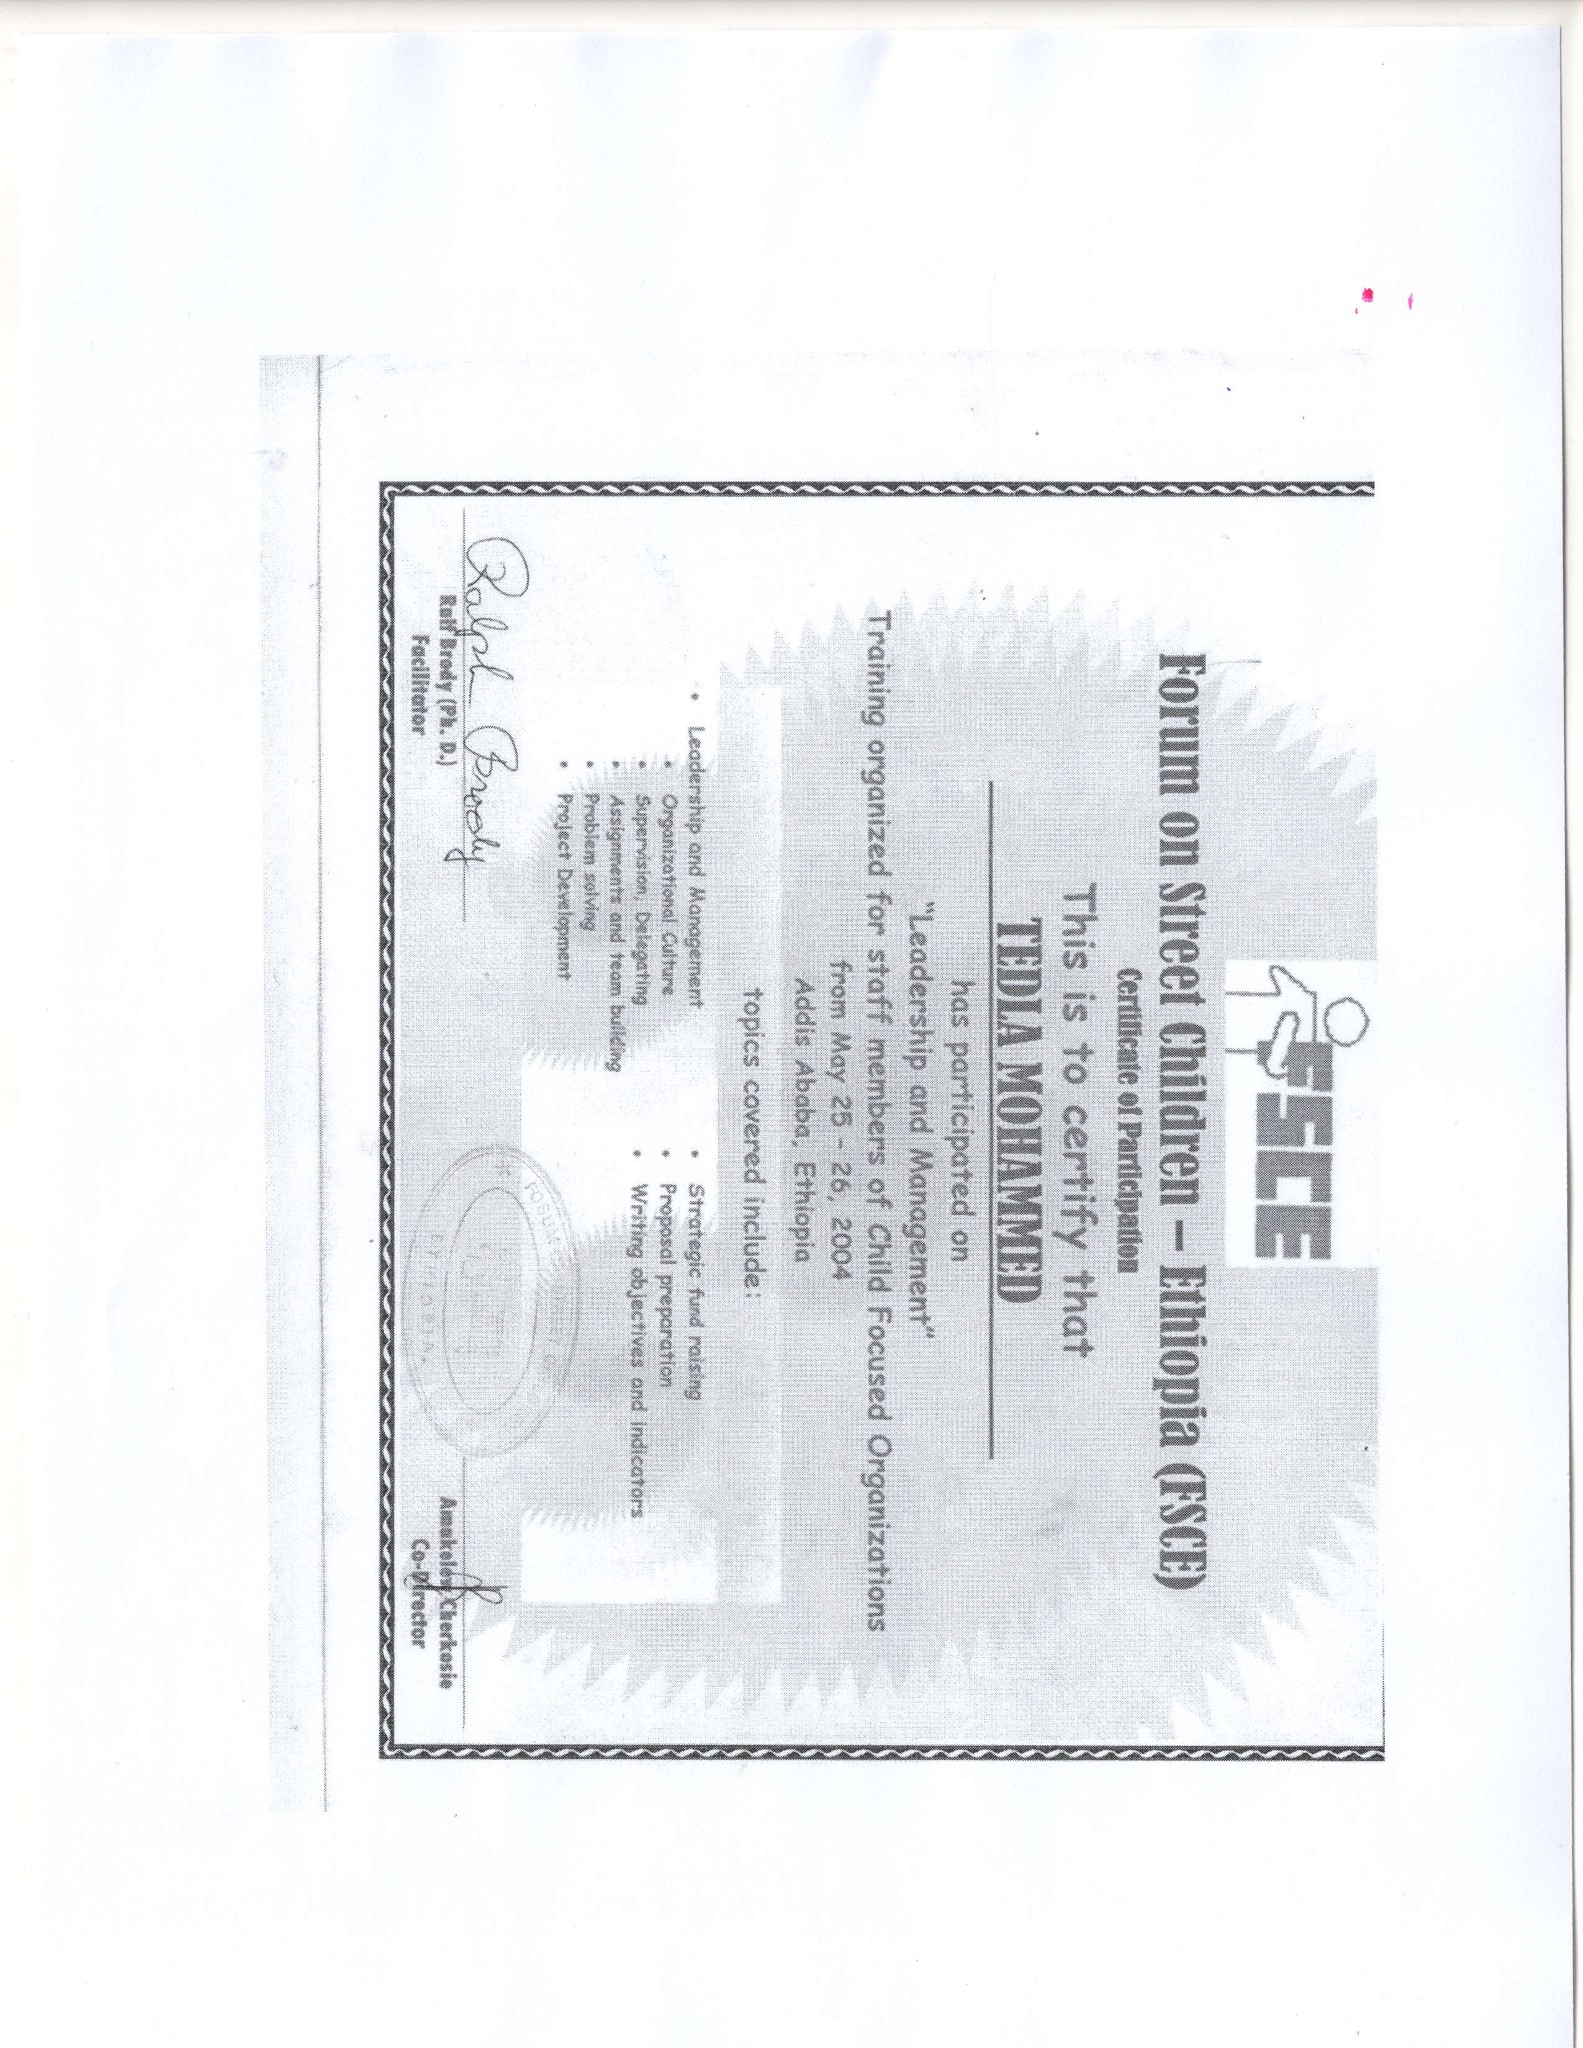 FSCE
Forum on Street Children – Ethiopia (FSCE)
Certificate of Participation
This is to certify that
TEDLA MOHAMMED
has participated on
“Leadership and Management”
Training organized for staff members of Child Focused Organizations
from May 25 – 26, 2004
Addis Ababa, Ethiopia
topics covered include:
• Leadership and Management
• Organizational Culture
• Supervision, Delegating
• Assignments and team building
• Problem solving
• Project Development
• Strategic fund raising
• Proposal preparation
• Writing objectives and indicators
Ralph Brody
Ralf Brody (Ph. D.)
Facilitator
Cherkosie
Co-Director